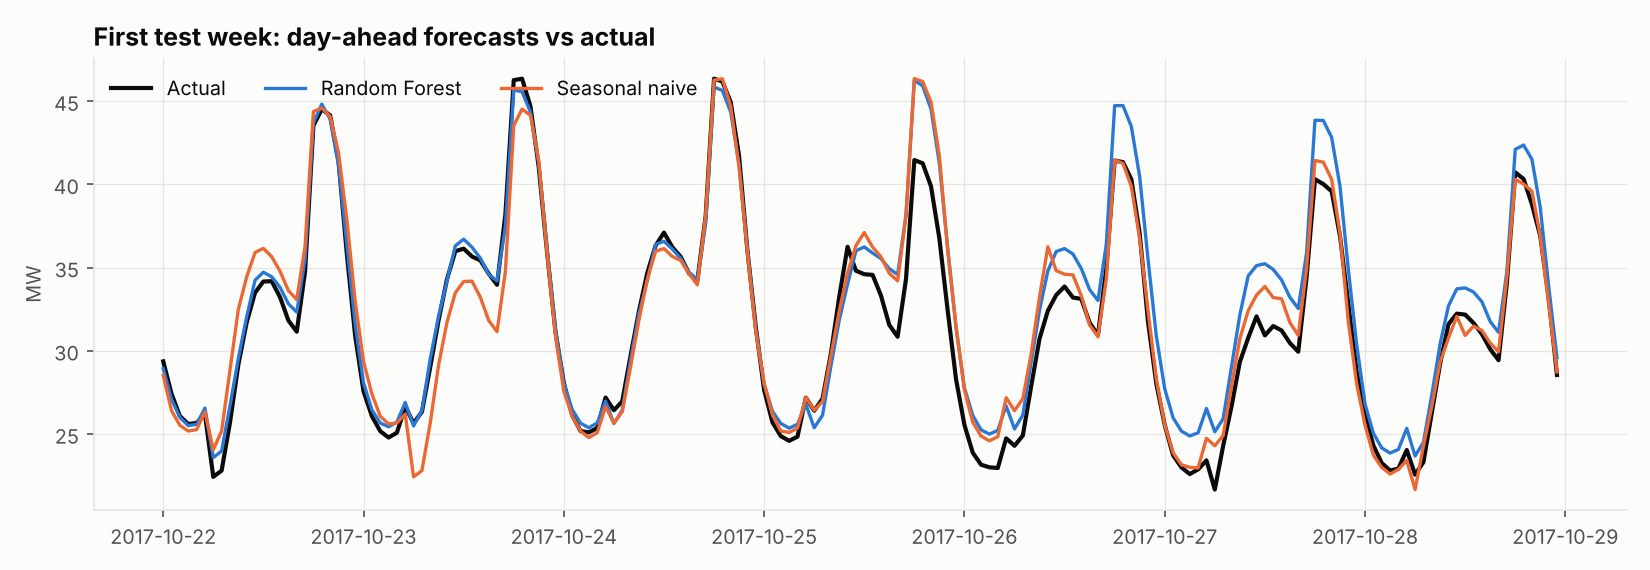 First test week: day-ahead forecasts vs actual
Actual Random Forest Seasonal naive
45
40
35
30
25
MW
2017-10-22 2017-10-23 2017-10-24 2017-10-25 2017-10-26 2017-10-27 2017-10-28 2017-10-29